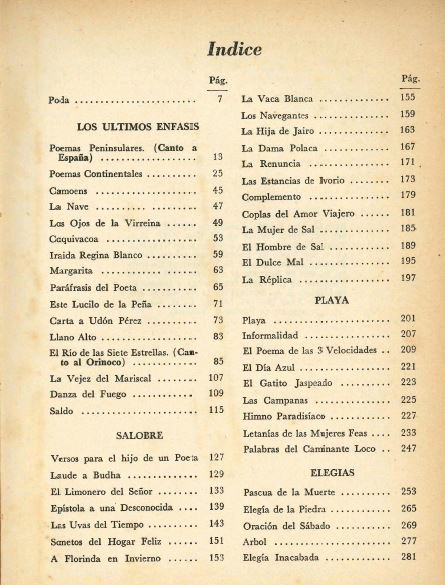 Indice
Pág.
Poda ........................ 7
LOS ULTIMOS ENFASIS
Poemas Peninsulares. (Canto a
España) ................... 13
Poemas Continentales .......... 25
Camoens ..................... 45
La Nave ..................... 47
Los Ojos de la Virreina ....... 49
Caquivacoa ................... 53
Iraida Regina Blanco .......... 59
Margarita .................... 63
Paráfrasis del Poeta .......... 65
Este Lucilo de la Peña ........ 71
Carta a Udón Pérez ........... 73
Llano Alto ................... 83
El Río de las Siete Estrellas. (Can-
to al Orinoco) .............. 85
La Vejez del Mariscal ......... 107
Danza del Fuego .............. 109
Saldo ....................... 115
SALOBRE
Versos para el hijo de un Poeta 127
Laude a Budha ............... 129
El Limonero del Señor ........ 133
Epístola a una Desconocida .... 139
Las Uvas del Tiempo ......... 143
Sonetos del Hogar Feliz ...... 151
A Florinda en Invierno ....... 153
Pág.
La Vaca Blanca .............. 155
Los Navegantes .............. 159
La Hija de Jairo ............. 163
La Dama Polaca .............. 167
La Renuncia ................. 171
Las Estancias de Ivorio ........ 173
Complemento ................ 179
Coplas del Amor Viajero ...... 181
La Mujer de Sal .............. 185
El Hombre de Sal ............ 189
El Dulce Mal ................ 195
La Réplica ................... 197
PLAYA
Playa ....................... 201
Informalidad ................. 207
El Poema de las 3 Velocidades .. 209
El Día Azul .................. 221
El Gatito Jaspeado ........... 223
Las Campanas ................ 225
Himno Paradisíaco ............ 227
Letanías de las Mujeres Feas .... 233
Palabras del Caminante Loco .. 247
ELEGIAS
Pascua de la Muerte .......... 253
Elegía de la Piedra ........... 265
Oración del Sábado ........... 269
Arbol ....................... 277
Elegía Inacabada ............. 281